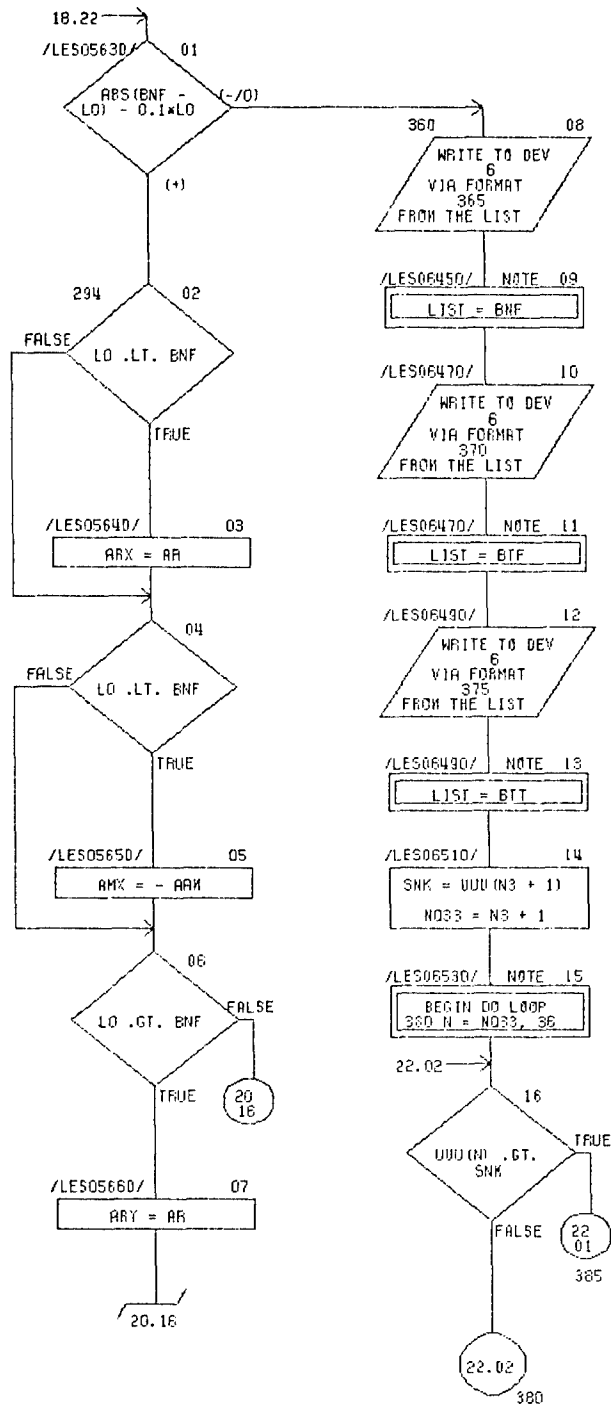 18.22
/LES05630/ 01
ABS(BNF -
LO) - 0.1*LO
(-/0)
(+)
294 02
FALSE
LO .LT. BNF
TRUE
/LES05640/ 03
ARX = AR
04
FALSE
LO .LT. BNF
TRUE
/LES05650/ 05
AMX = - AAM
06
FALSE
LO .GT. BNF
20
16
TRUE
/LES05660/ 07
ARY = AR
20.16
360 08
WRITE TO DEV
6
VIA FORMAT
365
FROM THE LIST
/LES06450/ NOTE 09
LIST = BNF
/LES06470/ 10
WRITE TO DEV
6
VIA FORMAT
370
FROM THE LIST
/LES06470/ NOTE 11
LIST = BTF
/LES06490/ 12
WRITE TO DEV
6
VIA FORMAT
375
FROM THE LIST
/LES06490/ NOTE 13
LIST = BTT
/LES06510/ 14
SNK = UUU(N3 + 1)
NQ33 = N3 + 1
/LES06530/ NOTE 15
BEGIN DO LOOP
380 N = NQ33, 36
22.02
16
TRUE
UUU(N) .GT.
SNK
FALSE
22
01
385
22.02
380